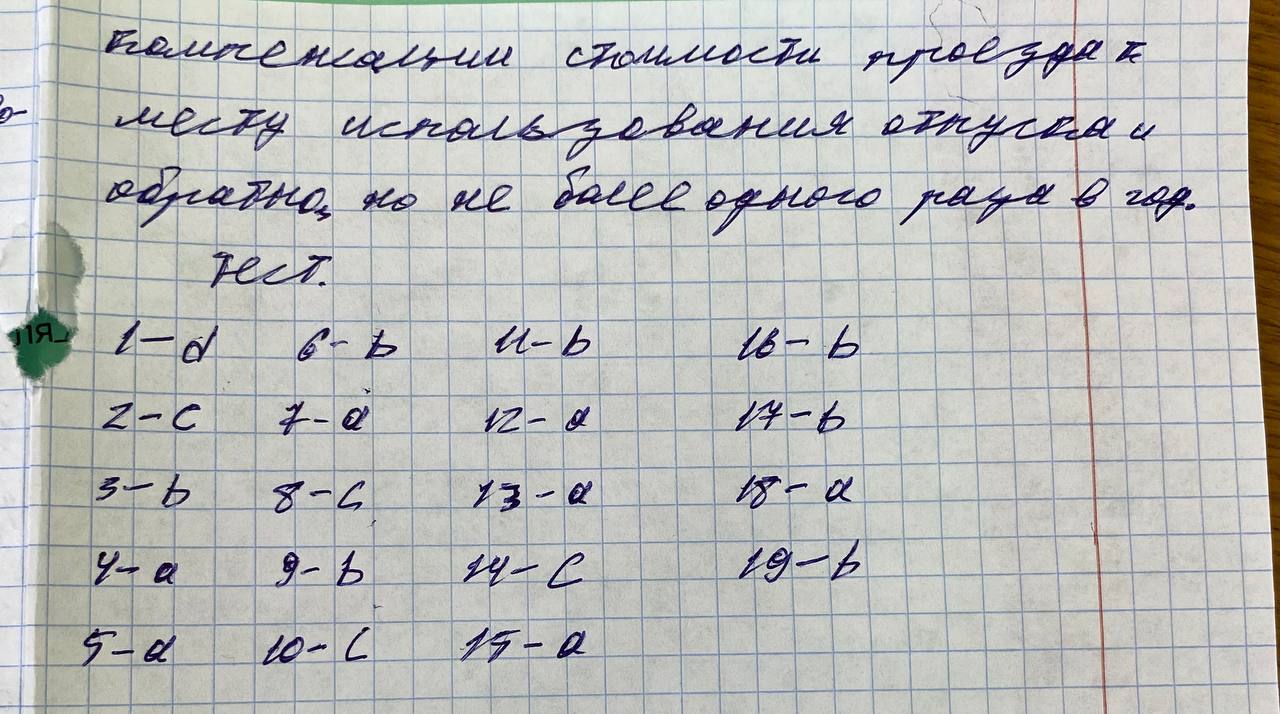 компенсации стоимости проезда к
месту использования отпуска и
обратно, но не более одного раза в год.
Тест.
1-d 6-b 11-b 16-b
2-c 7-a 12-a 17-b
3-b 8-c 13-a 18-a
4-a 9-b 14-c 19-b
5-d 10-c 15-a